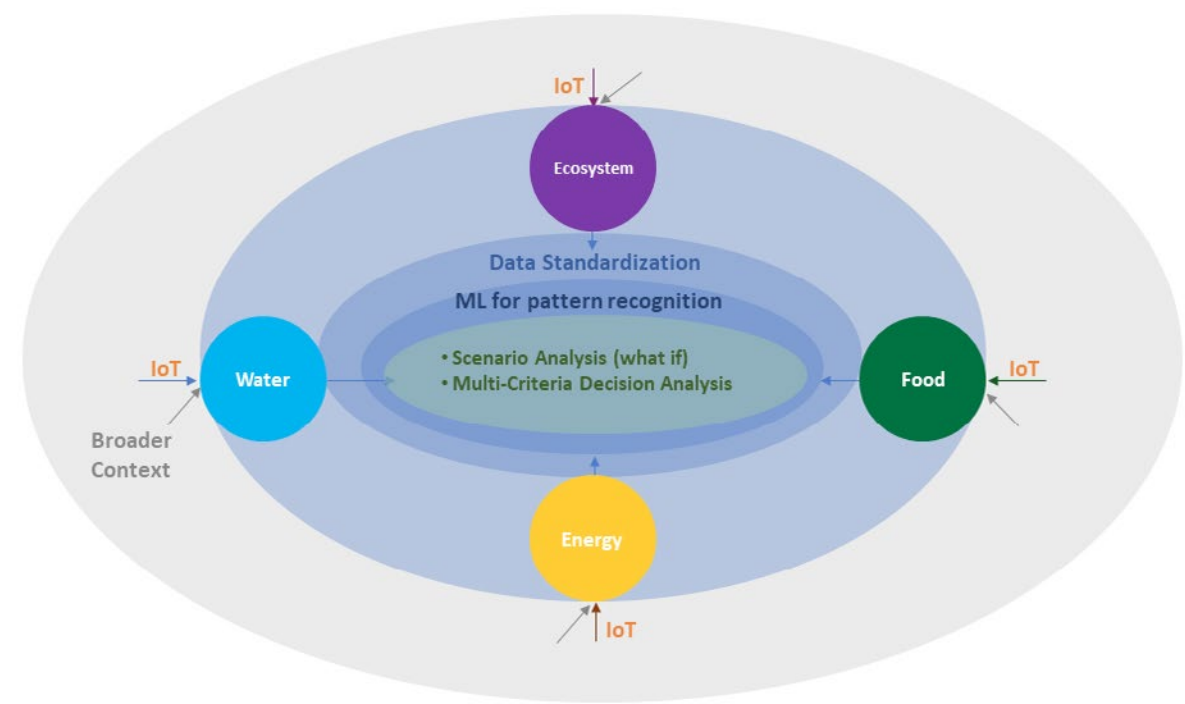 IoT
Ecosystem
Data Standardization
ML for pattern recognition
• Scenario Analysis (what if)
• Multi-Criteria Decision Analysis
IoT
Water
Food
IoT
Broader
Context
Energy
IoT